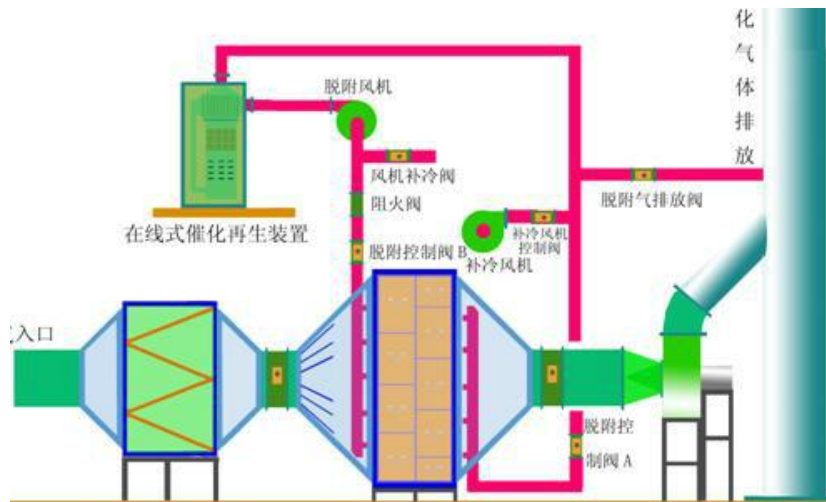 化气体排放
脱附风机
风机补冷阀
阻火阀
脱附气排放阀
在线式催化再生装置
脱附控制阀 B
补冷风机
控制阀
补冷风机
入口
脱附控
制阀 A